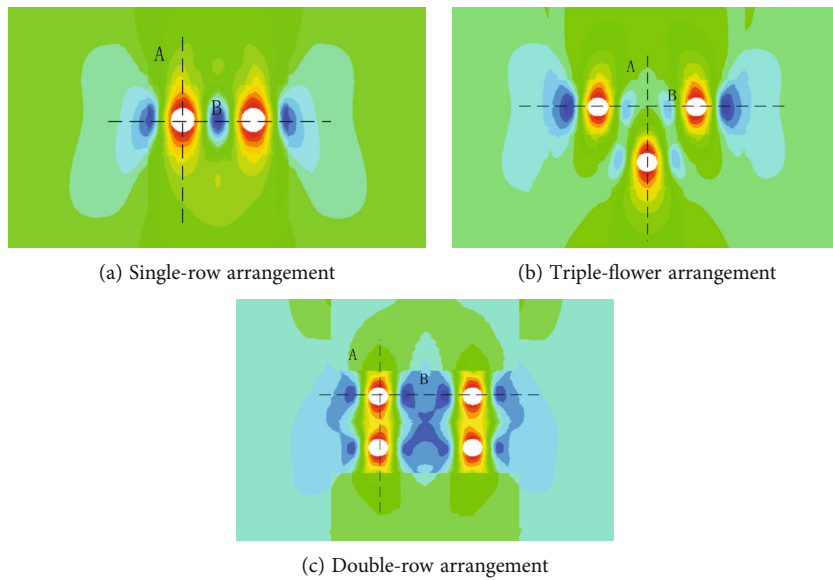 A
B
A
B
(a) Single-row arrangement
(b) Triple-flower arrangement
A
B
(c) Double-row arrangement